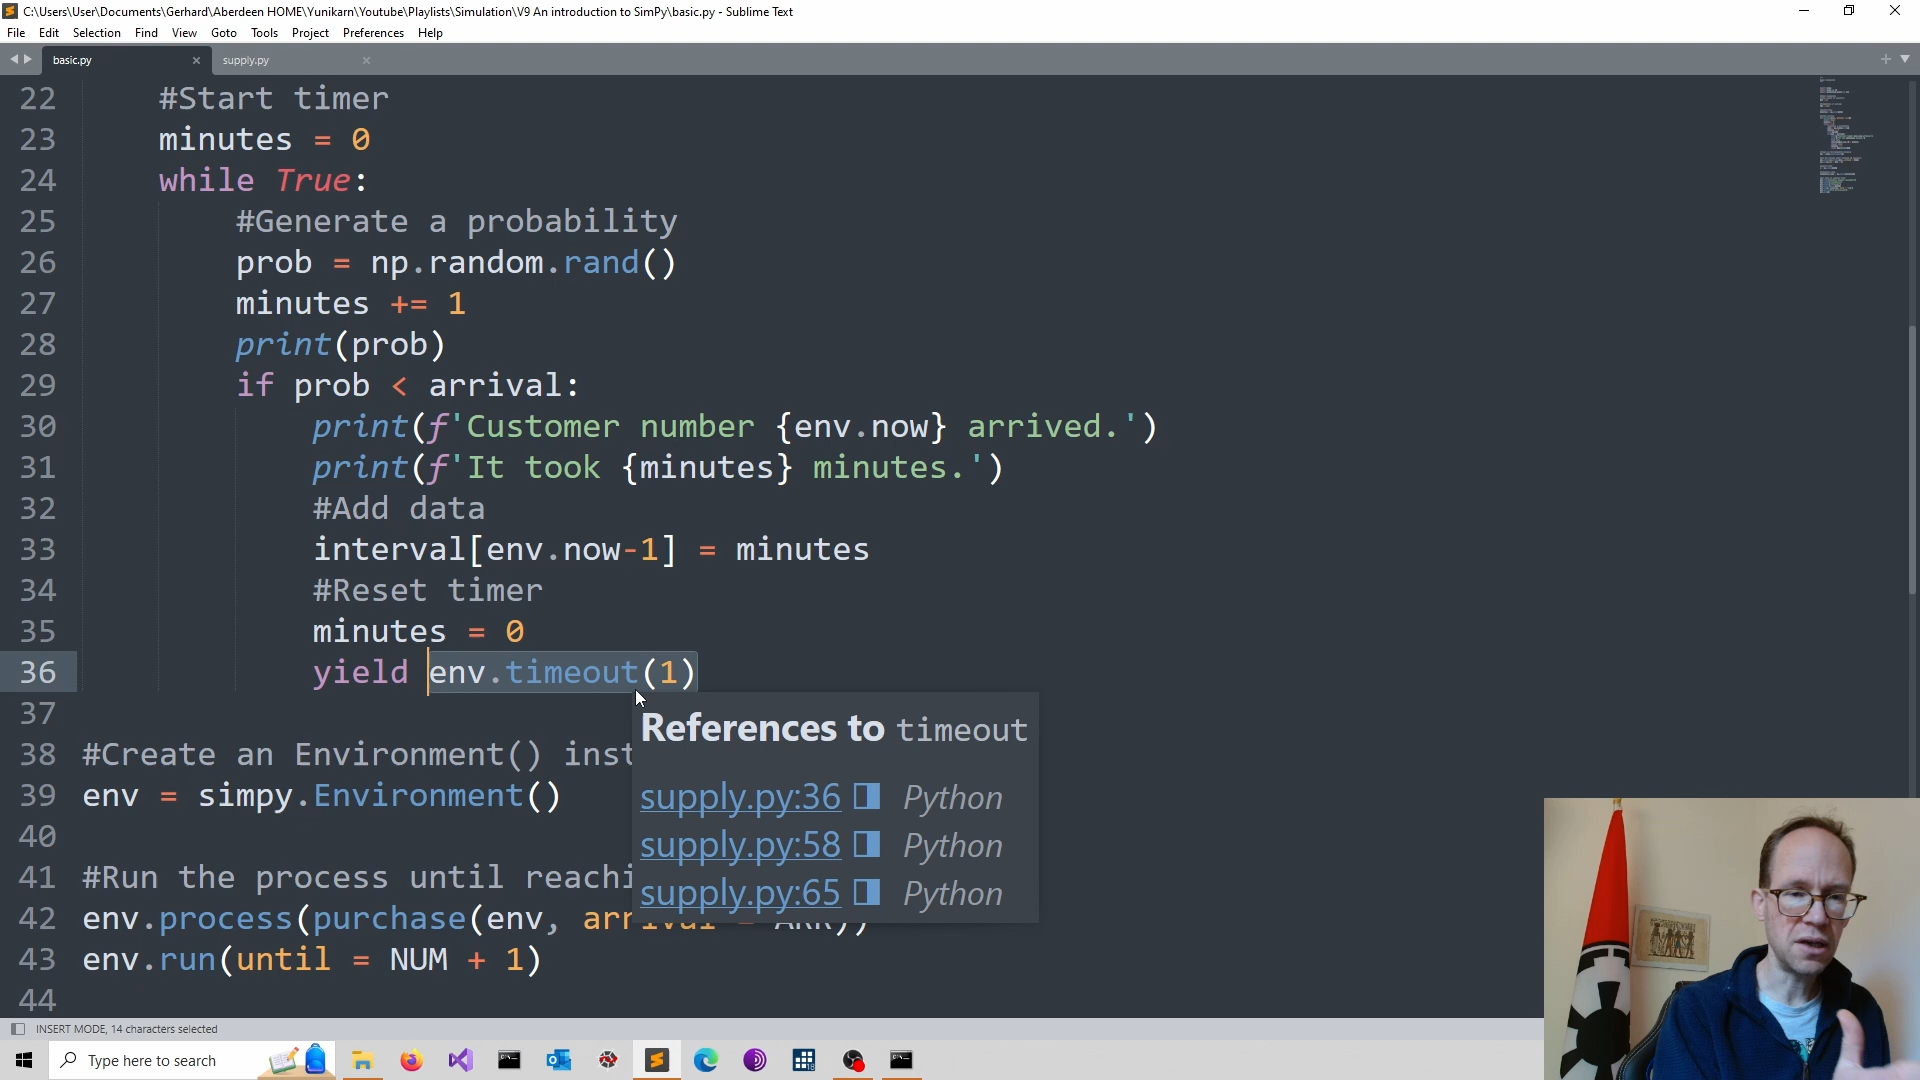 C:\Users\User\Documents\Gerhard\Aberdeen HOME\Yunikarn\Youtube\Playlists\Simulation\V9 An introduction to SimPy\basic.py - Sublime Text
File Edit Selection Find View Goto Tools Project Preferences Help
basic.py supply.py
22 #Start timer
23 minutes = 0
24 while True:
25 #Generate a probability
26 prob = np.random.rand()
27 minutes += 1
28 print(prob)
29 if prob < arrival:
30 print(f'Customer number {env.now} arrived.')
31 print(f'It took {minutes} minutes.')
32 #Add data
33 interval[env.now-1] = minutes
34 #Reset timer
35 minutes = 0
36 yield env.timeout(1)
37
References to timeout
supply.py:36 Python
supply.py:58 Python
supply.py:65 Python
38 #Create an Environment() inst
39 env = simpy.Environment()
40
41 #Run the process until reachi
42 env.process(purchase(env, arrival = ARR))
43 env.run(until = NUM + 1)
44
INSERT MODE, 14 characters selected
Type here to search